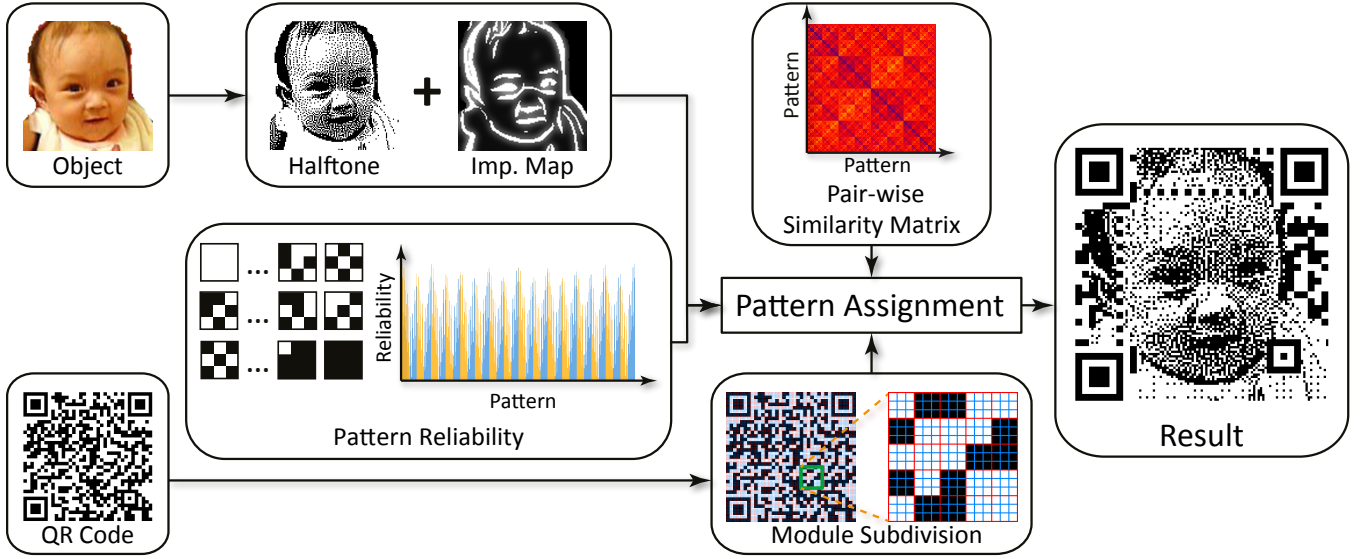 Object
Halftone
+
Imp. Map
Pattern
Pattern
Pair-wise
Similarity Matrix
...
...
...
Reliability
Pattern
Pattern Reliability
Pattern Assignment
Result
QR Code
Module Subdivision